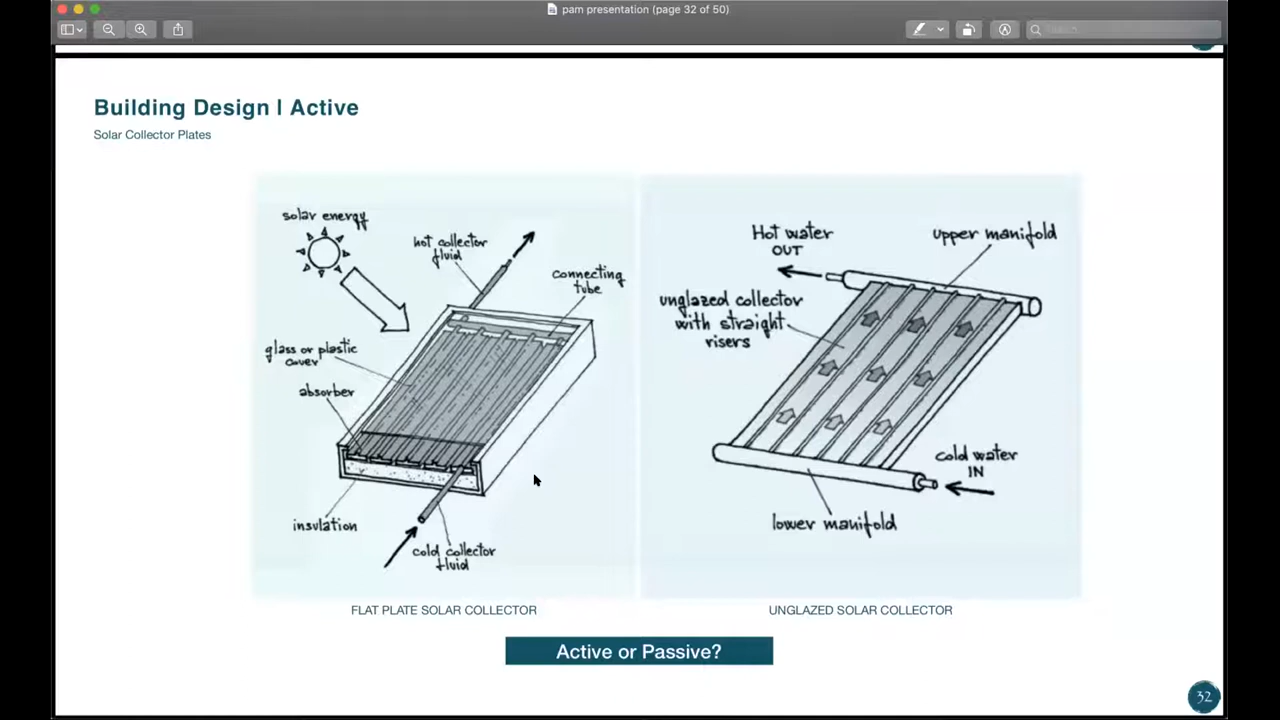 pam presentation (page 32 of 50)
Search
Building Design | Active
Solar Collector Plates
solar energy
hot collector
fluid
connecting
tube
glass or plastic
cover
absorber
insulation
cold collector
fluid
Hot water
OUT
upper manifold
unglazed collector
with straight
risers
Cold water
IN
lower manifold
FLAT PLATE SOLAR COLLECTOR
UNGLAZED SOLAR COLLECTOR
Active or Passive?
32